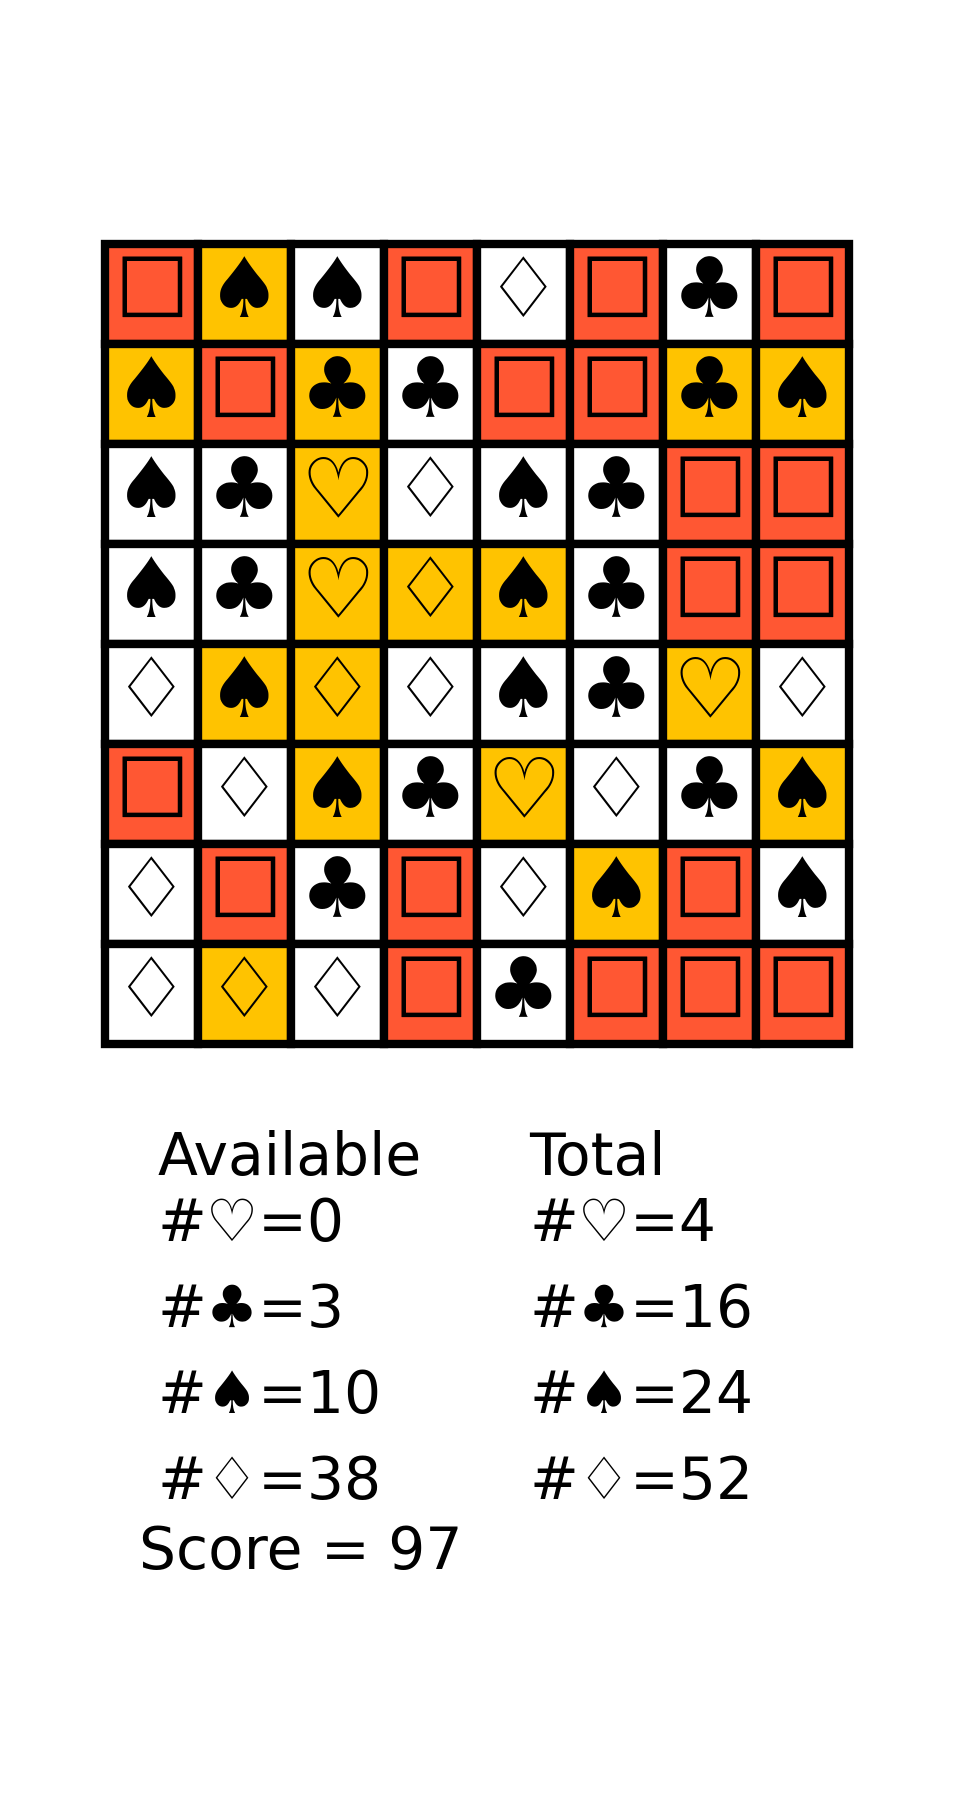 □ ♠ ♠ □ ♢ □ ♣ □
♠ □ ♣ ♣ □ □ ♣ ♠
♠ ♣ ♡ ♢ ♠ ♣ □ □
♠ ♣ ♡ ♢ ♠ ♣ □ □
♢ ♠ ♢ ♢ ♠ ♣ ♡ ♢
□ ♢ ♠ ♣ ♡ ♢ ♣ ♠
♢ □ ♣ □ ♢ ♠ □ ♠
♢ ♢ ♢ □ ♣ □ □ □
Available Total
#♡=0 #♡=4
#♣=3 #♣=16
#♠=10 #♠=24
#♢=38 #♢=52
Score = 97